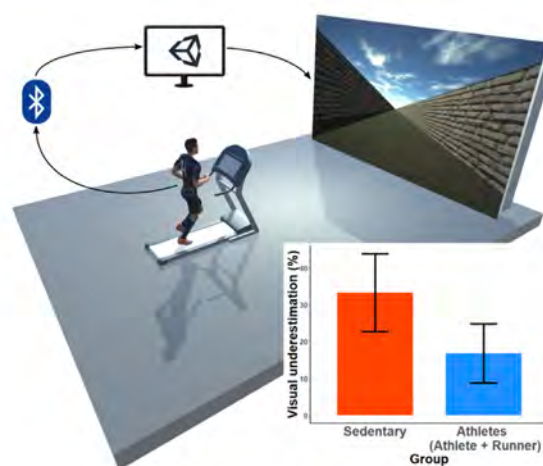 Visual underestimation (%)
40
30
20
10
0
Sedentary
Athletes
(Athlete + Runner)
Group